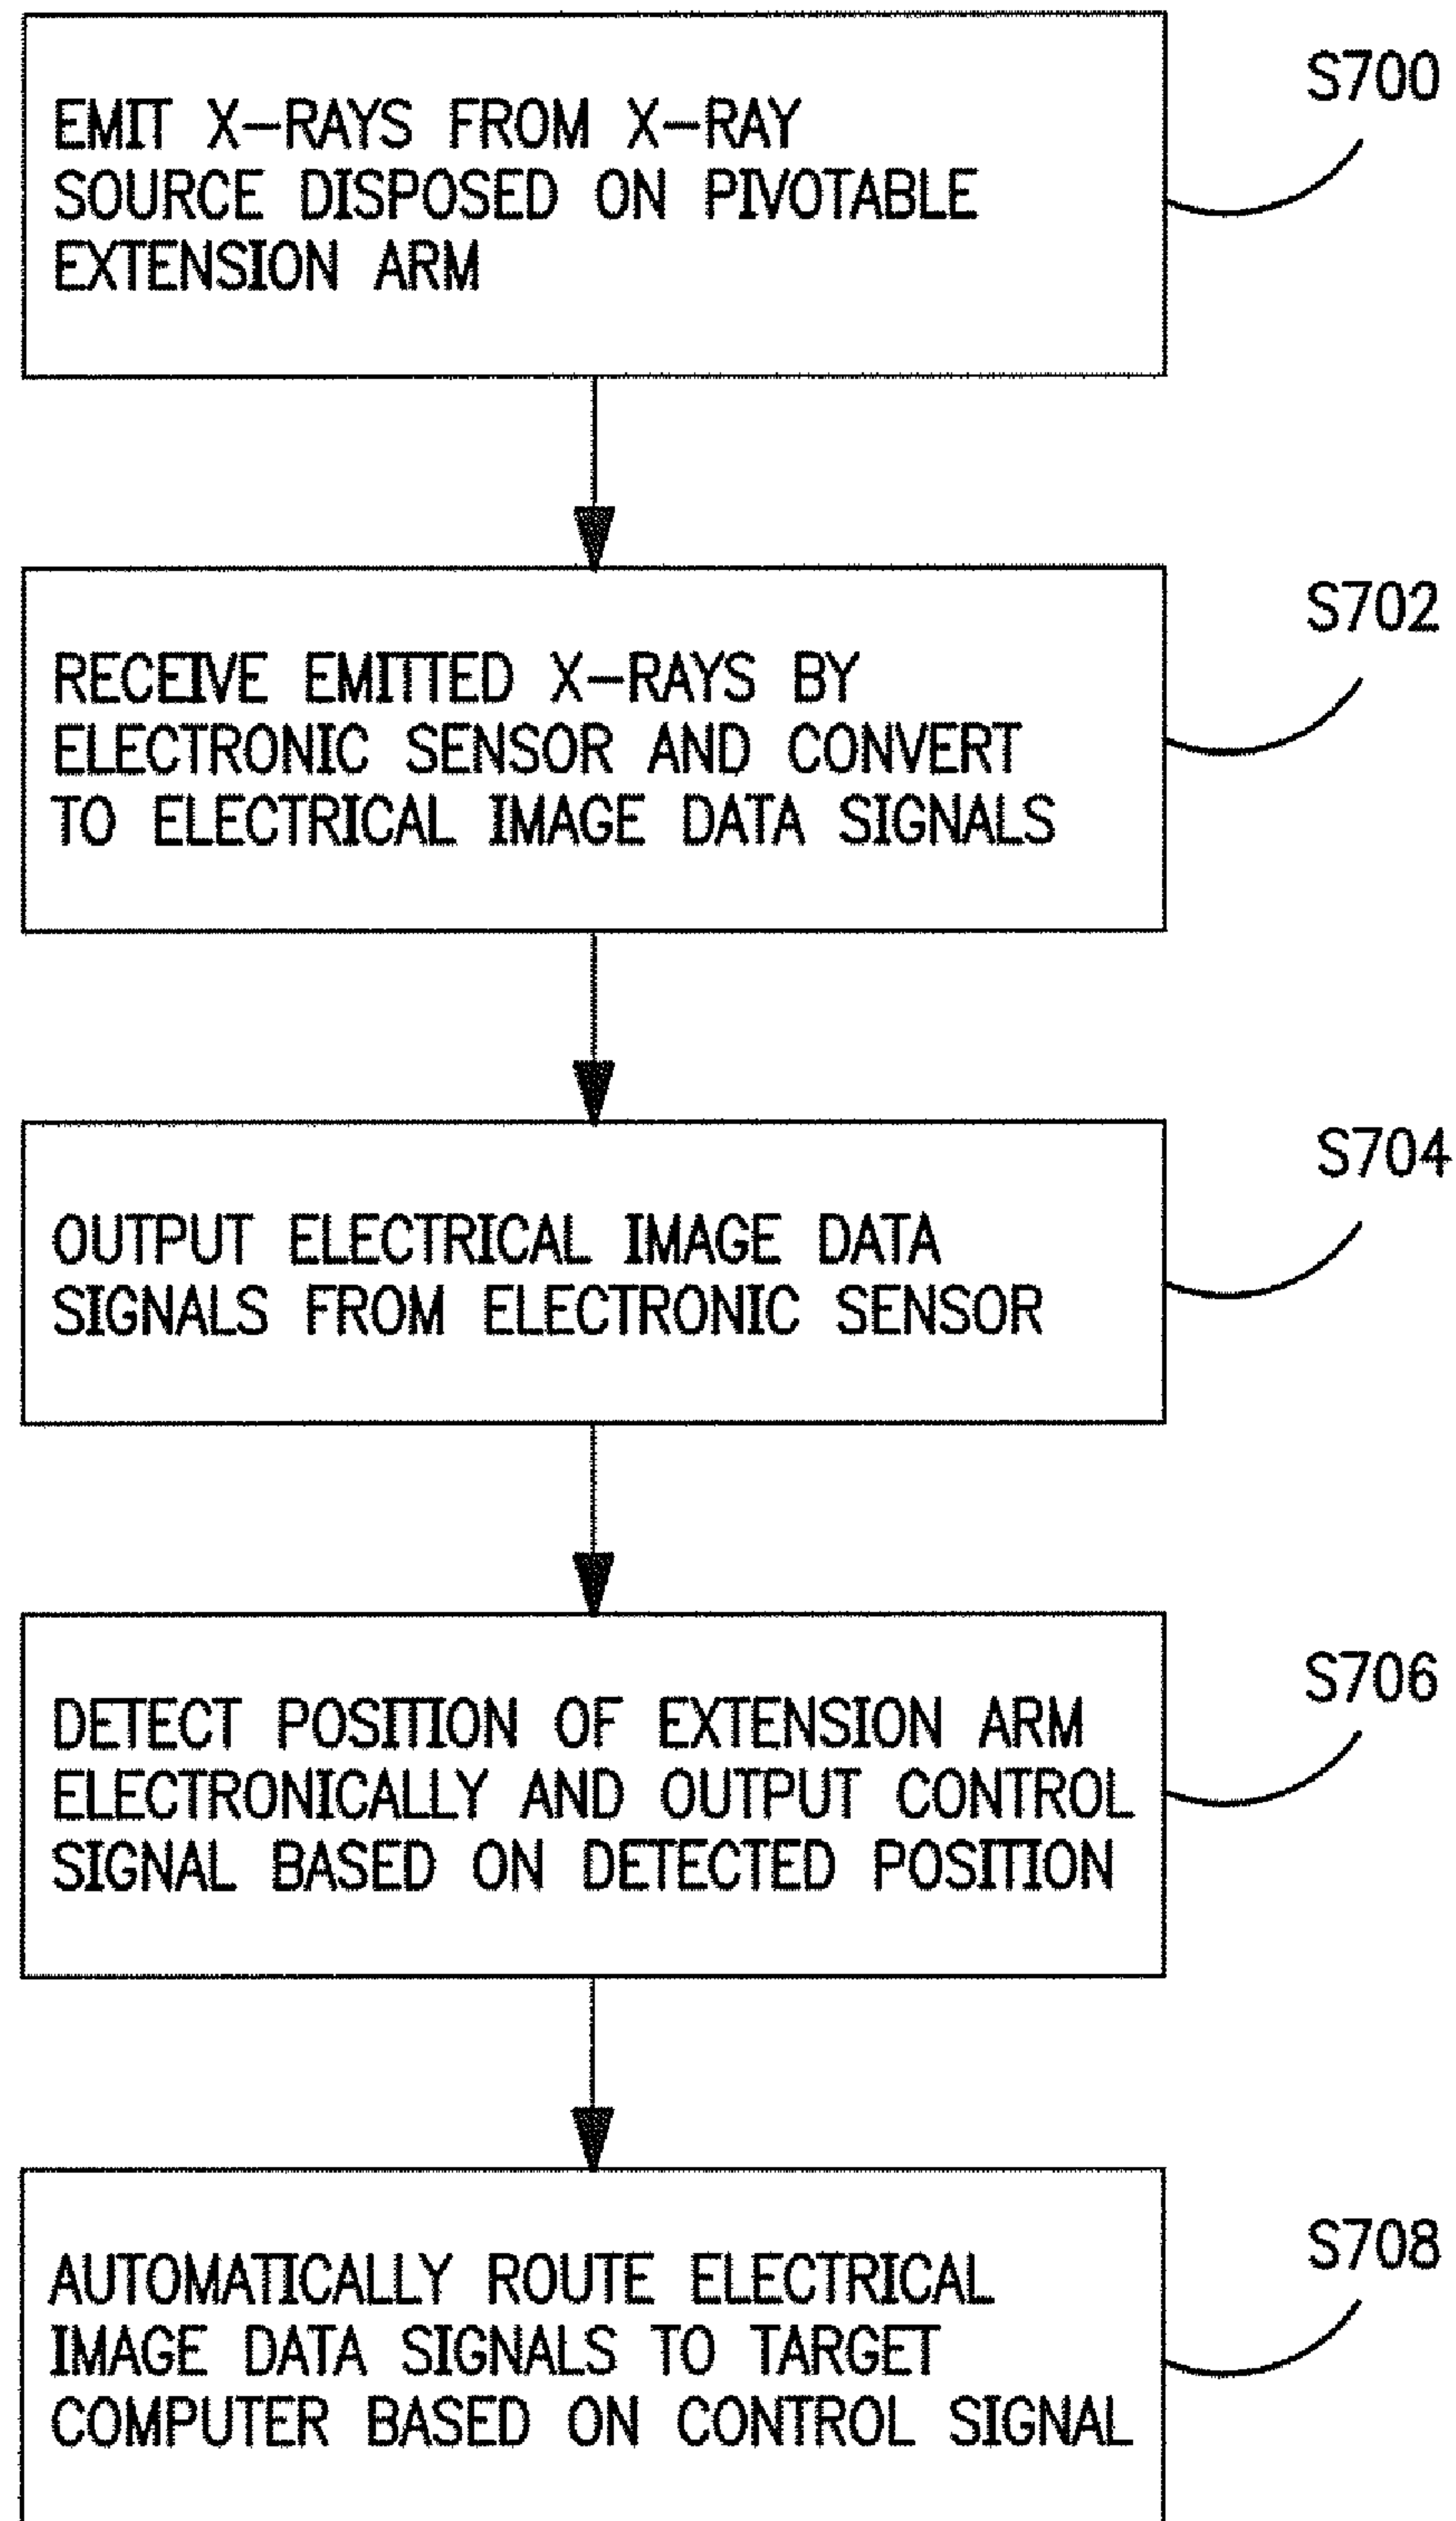 S700
EMIT X-RAYS FROM X-RAY
SOURCE DISPOSED ON PIVOTABLE
EXTENSION ARM
S702
RECEIVE EMITTED X-RAYS BY
ELECTRONIC SENSOR AND CONVERT
TO ELECTRICAL IMAGE DATA SIGNALS
S704
OUTPUT ELECTRICAL IMAGE DATA
SIGNALS FROM ELECTRONIC SENSOR
S706
DETECT POSITION OF EXTENSION ARM
ELECTRONICALLY AND OUTPUT CONTROL
SIGNAL BASED ON DETECTED POSITION
S708
AUTOMATICALLY ROUTE ELECTRICAL
IMAGE DATA SIGNALS TO TARGET
COMPUTER BASED ON CONTROL SIGNAL